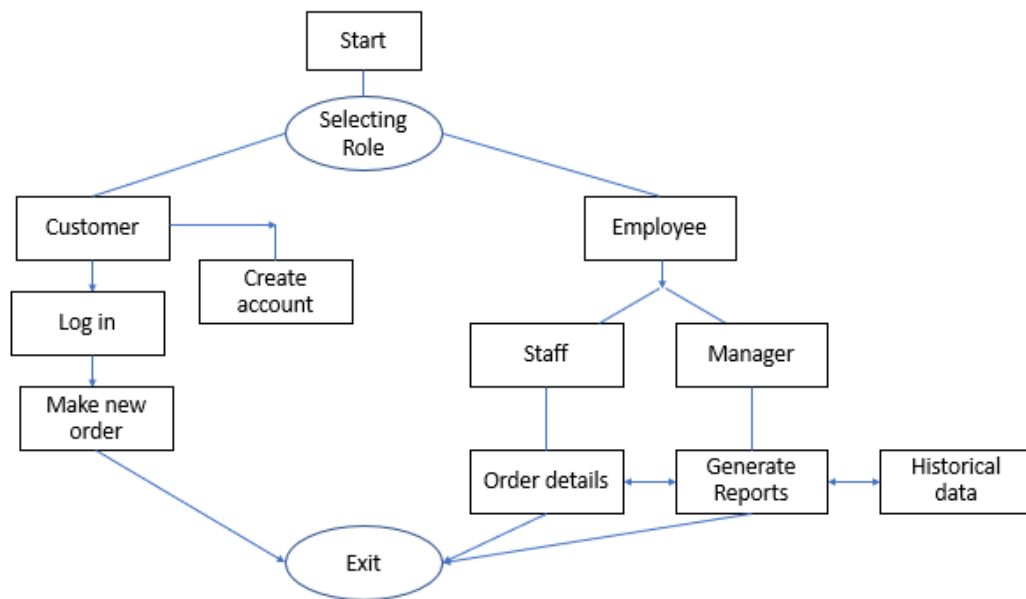 Start
Selecting
Role
Customer
Employee
Create
account
Log in
Staff
Manager
Make new
order
Order details
Generate
Reports
Historical
data
Exit